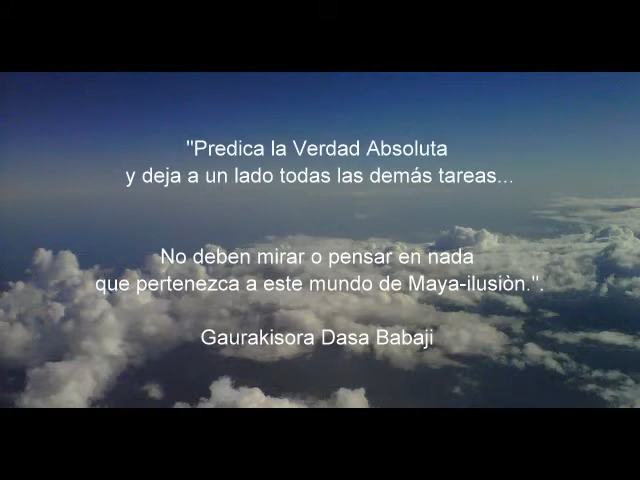 "Predica la Verdad Absoluta
y deja a un lado todas las demás tareas...
No deben mirar o pensar en nada
que pertenezca a este mundo de Maya-ilusiòn.".
Gaurakisora Dasa Babaji